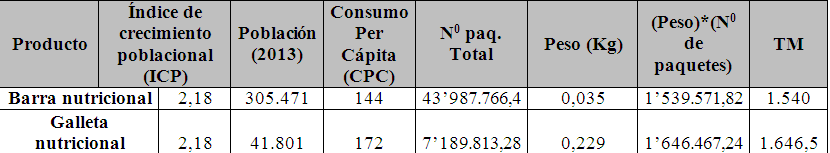 Producto Índice de crecimiento poblacional (ICP) Población (2013) Consumo Per Cápita (CPC) N⁰ paq. Total Peso (Kg) (Peso)*(N⁰ de paquetes) TM
Barra nutricional 2,18 305.471 144 43’987.766,4 0,035 1’539.571,82 1.540
Galleta nutricional 2,18 41.801 172 7’189.813,28 0,229 1’646.467,24 1.646,5